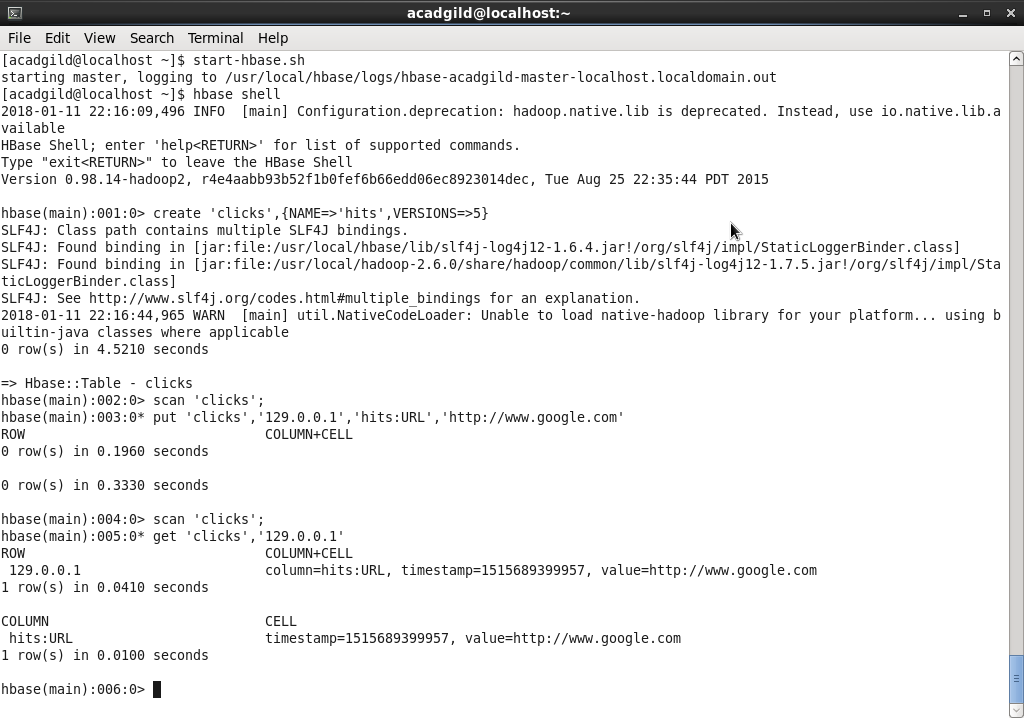 acadgild@localhost:~
File Edit View Search Terminal Help
[acadgild@localhost ~]$ start-hbase.sh
starting master, logging to /usr/local/hbase/logs/hbase-acadgild-master-localhost.localdomain.out
[acadgild@localhost ~]$ hbase shell
2018-01-11 22:16:09,496 INFO  [main] Configuration.deprecation: hadoop.native.lib is deprecated. Instead, use io.native.lib.a
vailable
HBase Shell; enter 'help<RETURN>' for list of supported commands.
Type "exit<RETURN>" to leave the HBase Shell
Version 0.98.14-hadoop2, r4e4aabb93b52f1b0fef6b66edd06ec8923014dec, Tue Aug 25 22:35:44 PDT 2015
hbase(main):001:0> create 'clicks',{NAME=>'hits',VERSIONS=>5}
SLF4J: Class path contains multiple SLF4J bindings.
SLF4J: Found binding in [jar:file:/usr/local/hbase/lib/slf4j-log4j12-1.6.4.jar!/org/slf4j/impl/StaticLoggerBinder.class]
SLF4J: Found binding in [jar:file:/usr/local/hadoop-2.6.0/share/hadoop/common/lib/slf4j-log4j12-1.7.5.jar!/org/slf4j/impl/Sta
ticLoggerBinder.class]
SLF4J: See http://www.slf4j.org/codes.html#multiple_bindings for an explanation.
2018-01-11 22:16:44,965 WARN  [main] util.NativeCodeLoader: Unable to load native-hadoop library for your platform... using b
uiltin-java classes where applicable
0 row(s) in 4.5210 seconds
=> Hbase::Table - clicks
hbase(main):002:0> scan 'clicks';
hbase(main):003:0* put 'clicks','129.0.0.1','hits:URL','http://www.google.com'
ROW                              COLUMN+CELL
0 row(s) in 0.1960 seconds
0 row(s) in 0.3330 seconds
hbase(main):004:0> scan 'clicks';
hbase(main):005:0* get 'clicks','129.0.0.1'
ROW                              COLUMN+CELL
 129.0.0.1                       column=hits:URL, timestamp=1515689399957, value=http://www.google.com
1 row(s) in 0.0410 seconds
COLUMN                           CELL
 hits:URL                        timestamp=1515689399957, value=http://www.google.com
1 row(s) in 0.0100 seconds
hbase(main):006:0>